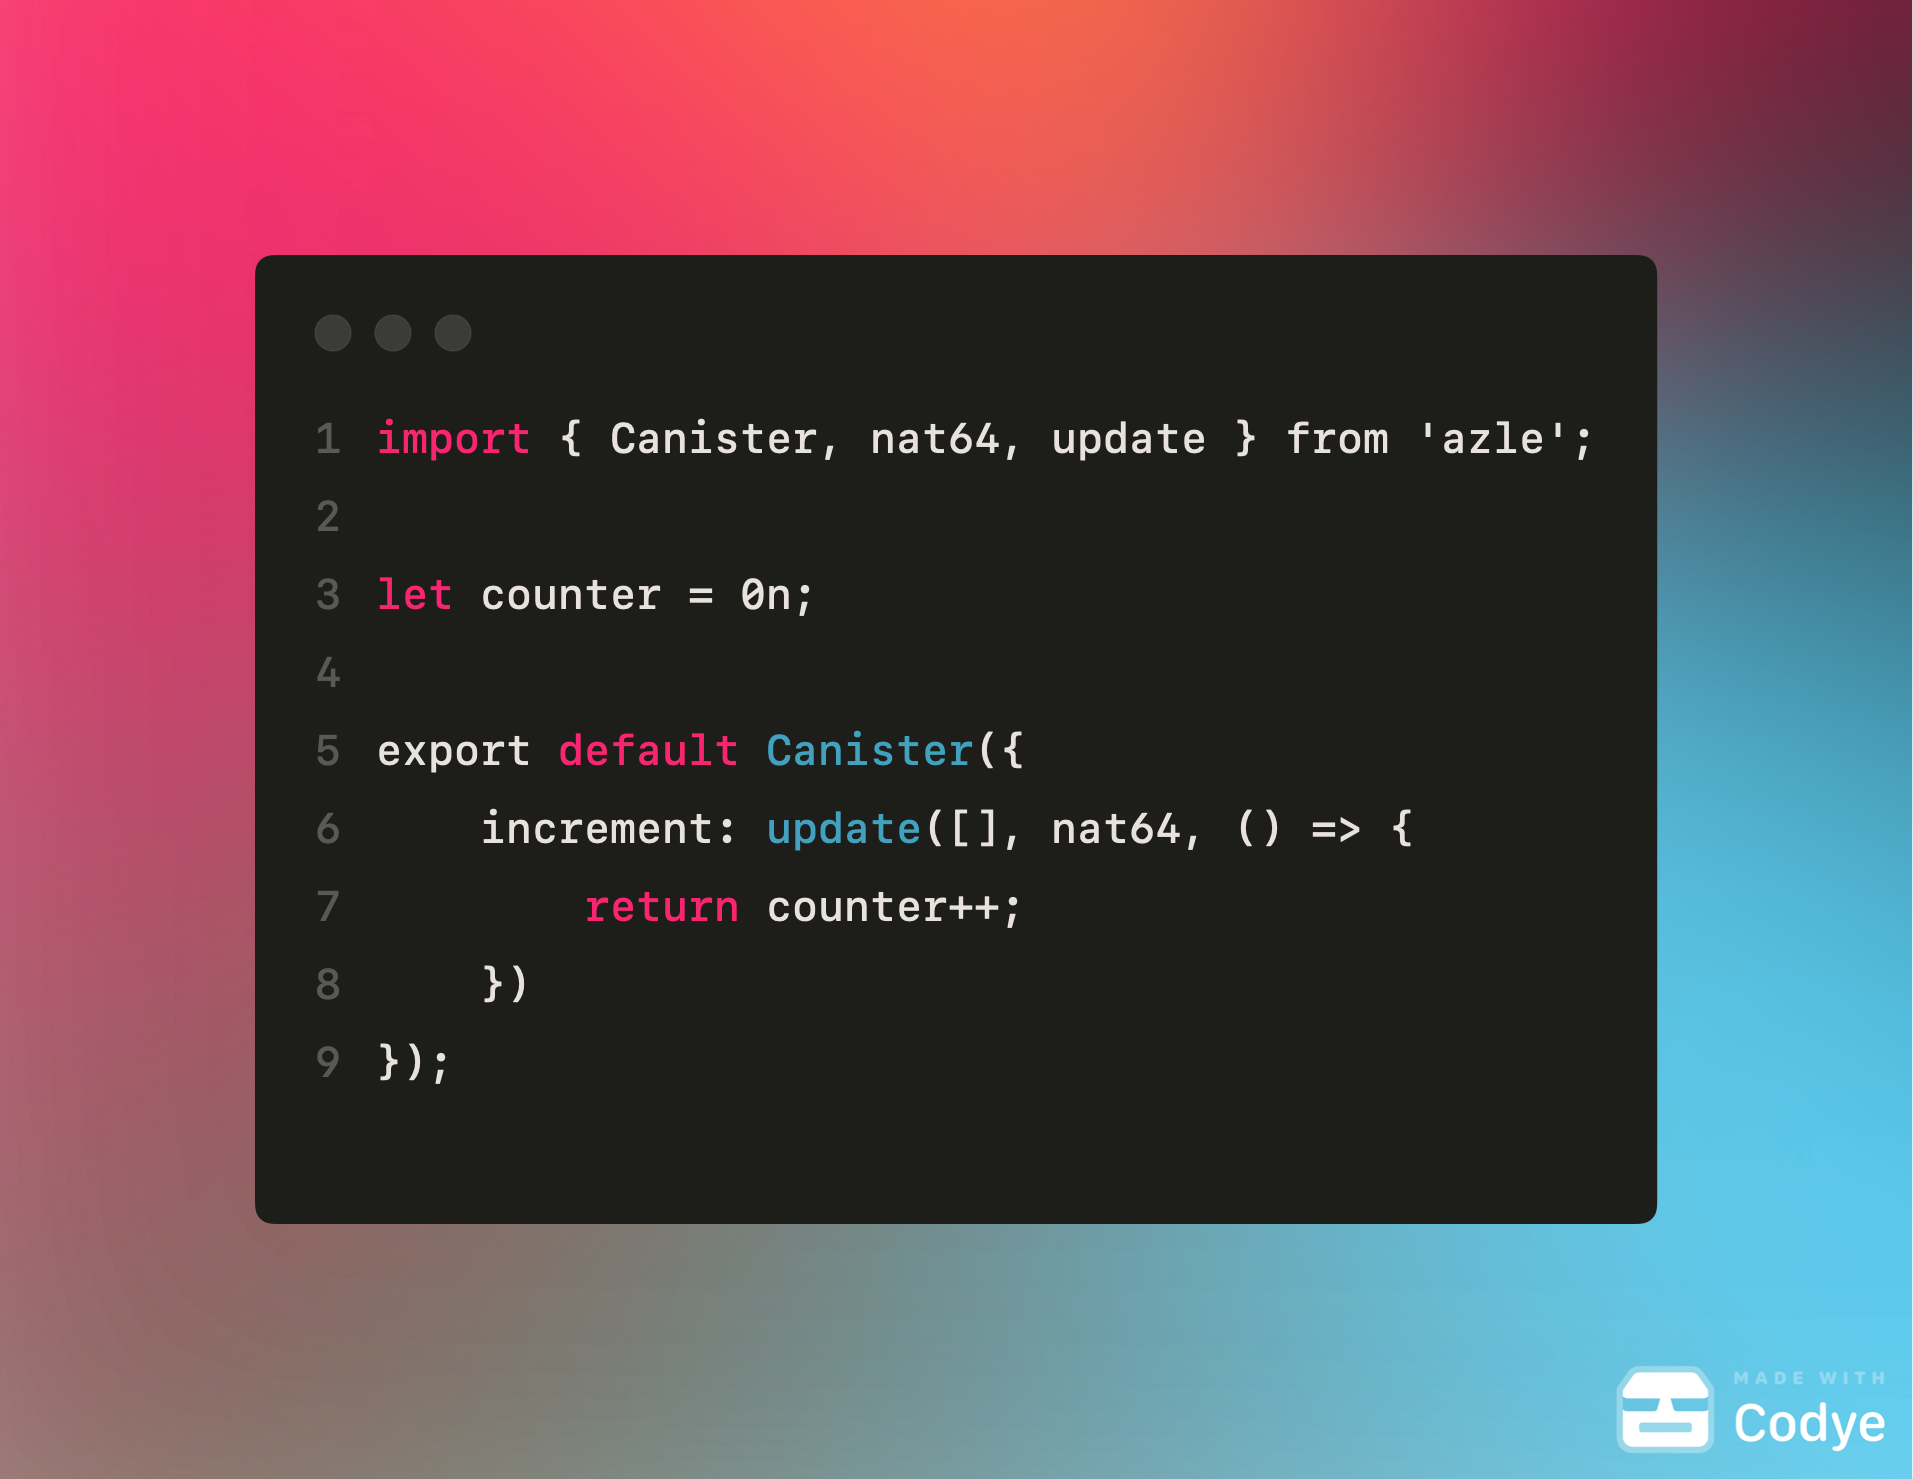 1 import { Canister, nat64, update } from 'azle';
2
3 let counter = 0n;
4
5 export default Canister({
6     increment: update([], nat64, () => {
7         return counter++;
8     })
9 });
MADE WITH
Codye